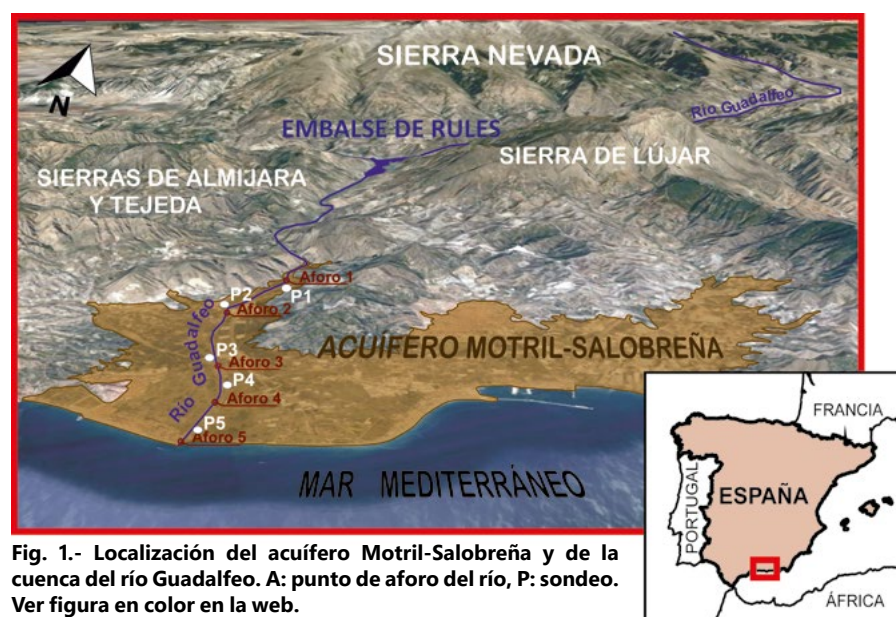 SIERRA NEVADA
N
Río Guadalfeo
EMBALSE DE RULES
SIERRA DE LÚJAR
SIERRAS DE ALMIJARA
Y TEJEDA
Aforo 1
P1
P2
Aforo 2
Río Guadalfeo
ACUÍFERO MOTRIL-SALOBREÑA
P3
Aforo 3
P4
Aforo 4
P5
Aforo 5
MAR MEDITERRÁNEO
FRANCIA
PORTUGAL
ESPAÑA
ÁFRICA
Fig. 1.- Localización del acuífero Motril-Salobreña y de la
cuenca del río Guadalfeo. A: punto de aforo del río, P: sondeo.
Ver figura en color en la web.